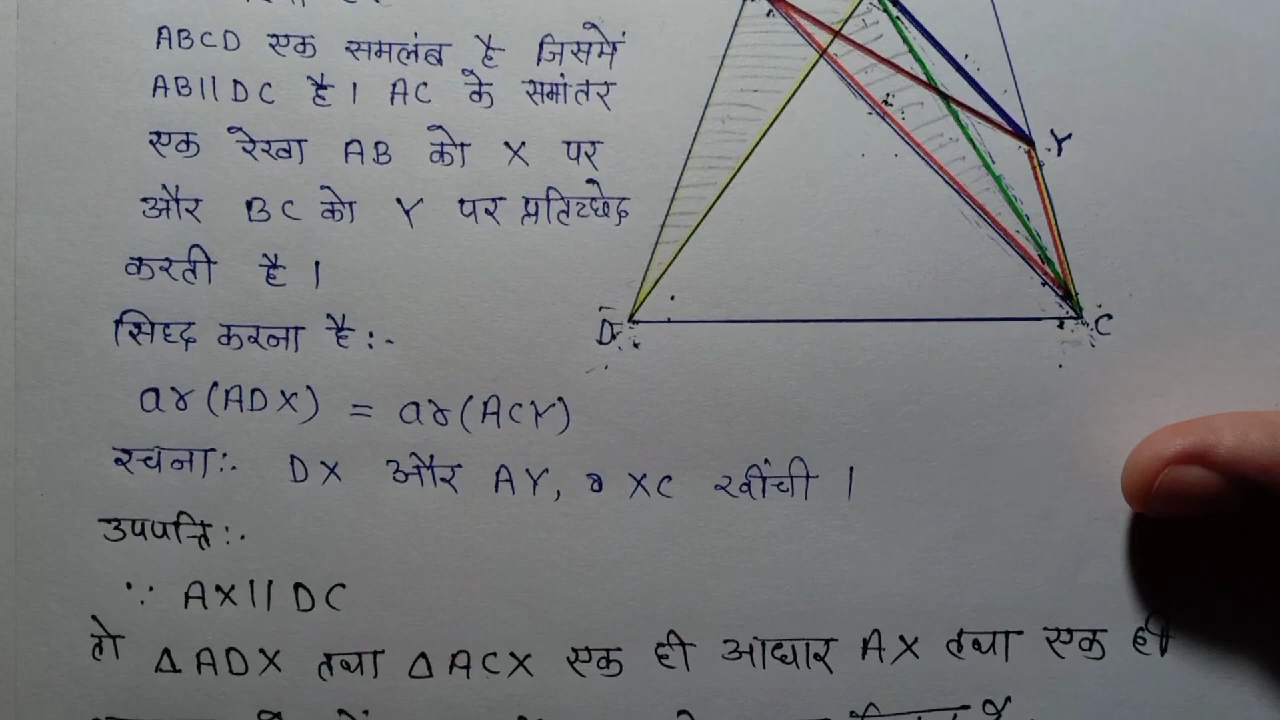 ABCD एक समलंब है जिसमें
AB||DC है। AC के समांतर
एक रेखा AB को X पर
और BC को Y पर प्रतिच्छेद
करती है।
Y
D
C
सिध्द करना है:-
ar(ADX) = ar(ACY)
रचना:- DX और AY, व XC खींची।
उपपत्ति:-
∵ AX||DC
तो ΔADX तथा ΔACX एक ही आधार AX तथा एक ही